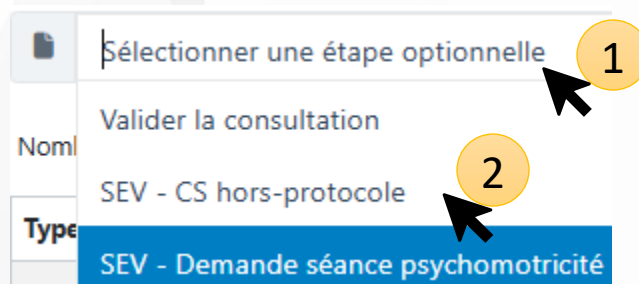 Sélectionner une étape optionnelle
1
Valider la consultation
Noml
SEV - CS hors-protocole
2
Type
SEV - Demande séance psychomotricité